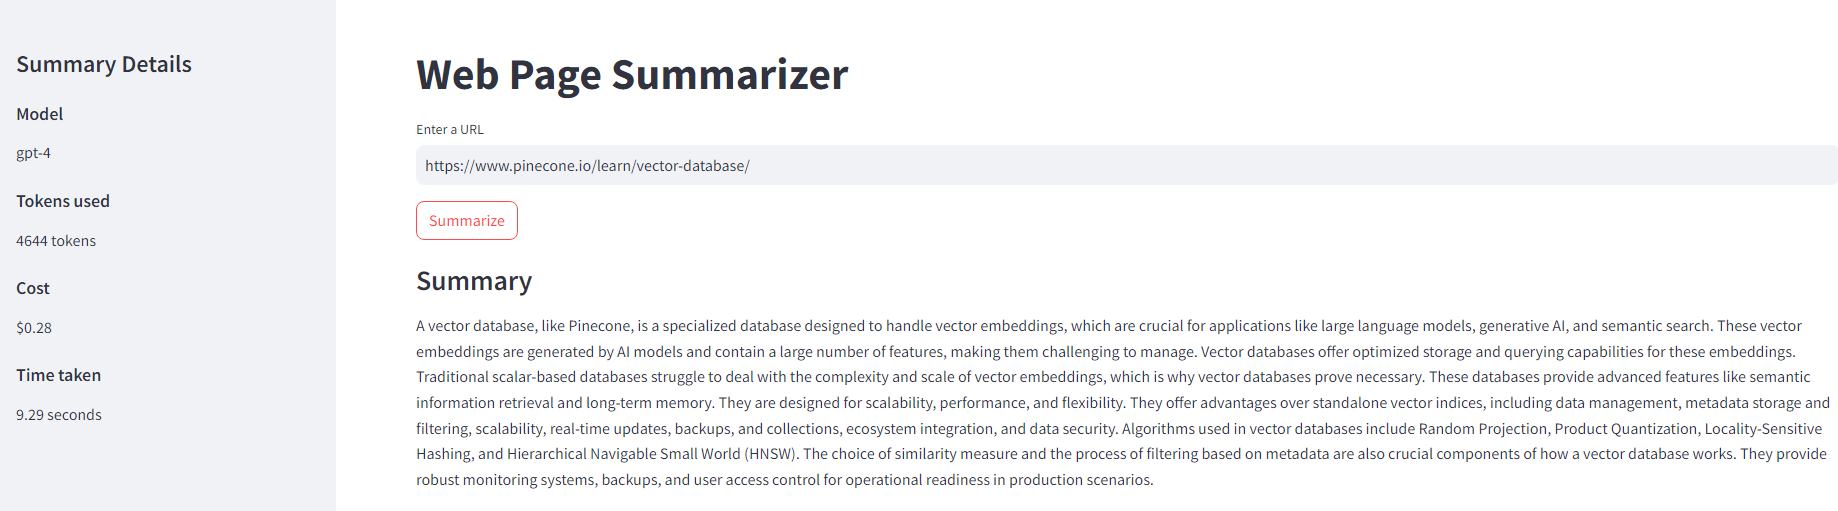 Summary Details
Model
gpt-4
Tokens used
4644 tokens
Cost
$0.28
Time taken
9.29 seconds
Web Page Summarizer
Enter a URL
https://www.pinecone.io/learn/vector-database/
Summarize
Summary
A vector database, like Pinecone, is a specialized database designed to handle vector embeddings, which are crucial for applications like large language models, generative AI, and semantic search. These vector
embeddings are generated by AI models and contain a large number of features, making them challenging to manage. Vector databases offer optimized storage and querying capabilities for these embeddings.
Traditional scalar-based databases struggle to deal with the complexity and scale of vector embeddings, which is why vector databases prove necessary. These databases provide advanced features like semantic
information retrieval and long-term memory. They are designed for scalability, performance, and flexibility. They offer advantages over standalone vector indices, including data management, metadata storage and
filtering, scalability, real-time updates, backups, and collections, ecosystem integration, and data security. Algorithms used in vector databases include Random Projection, Product Quantization, Locality-Sensitive
Hashing, and Hierarchical Navigable Small World (HNSW). The choice of similarity measure and the process of filtering based on metadata are also crucial components of how a vector database works. They provide
robust monitoring systems, backups, and user access control for operational readiness in production scenarios.